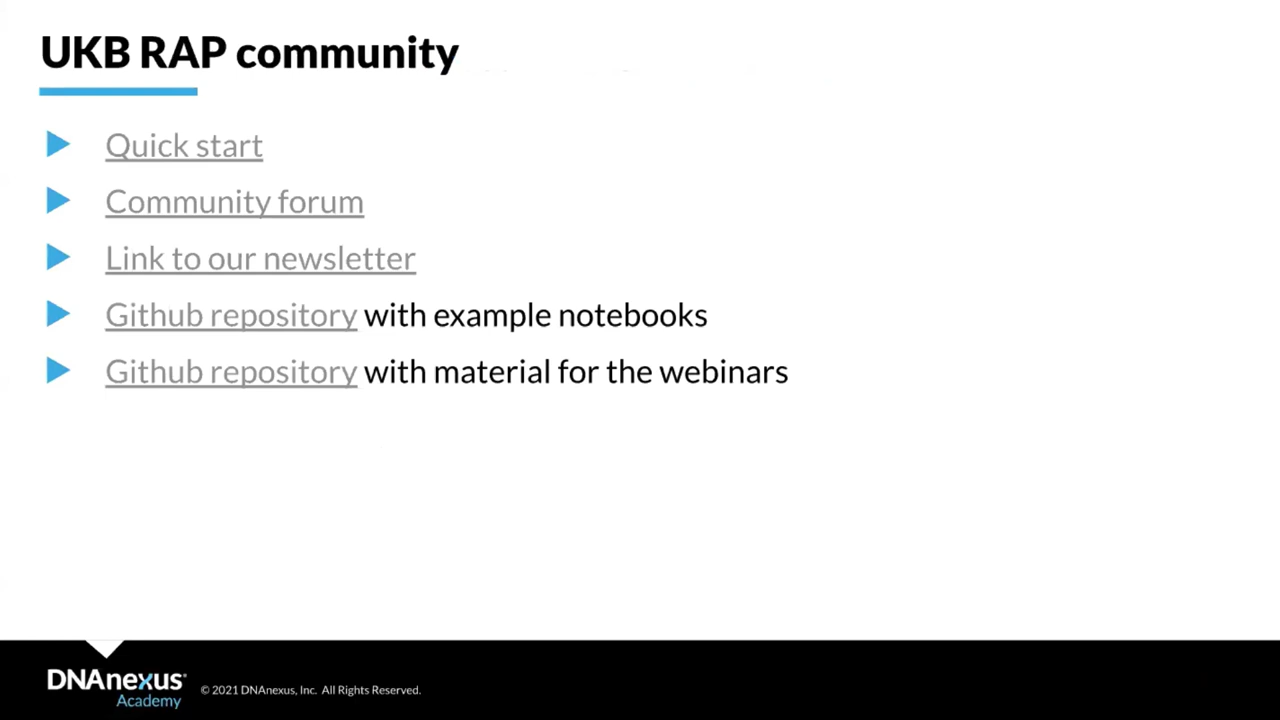 UKB RAP community
Quick start
Community forum
Link to our newsletter
Github repository with example notebooks
Github repository with material for the webinars
DNAnexus®
Academy
© 2021 DNAnexus, Inc. All Rights Reserved.